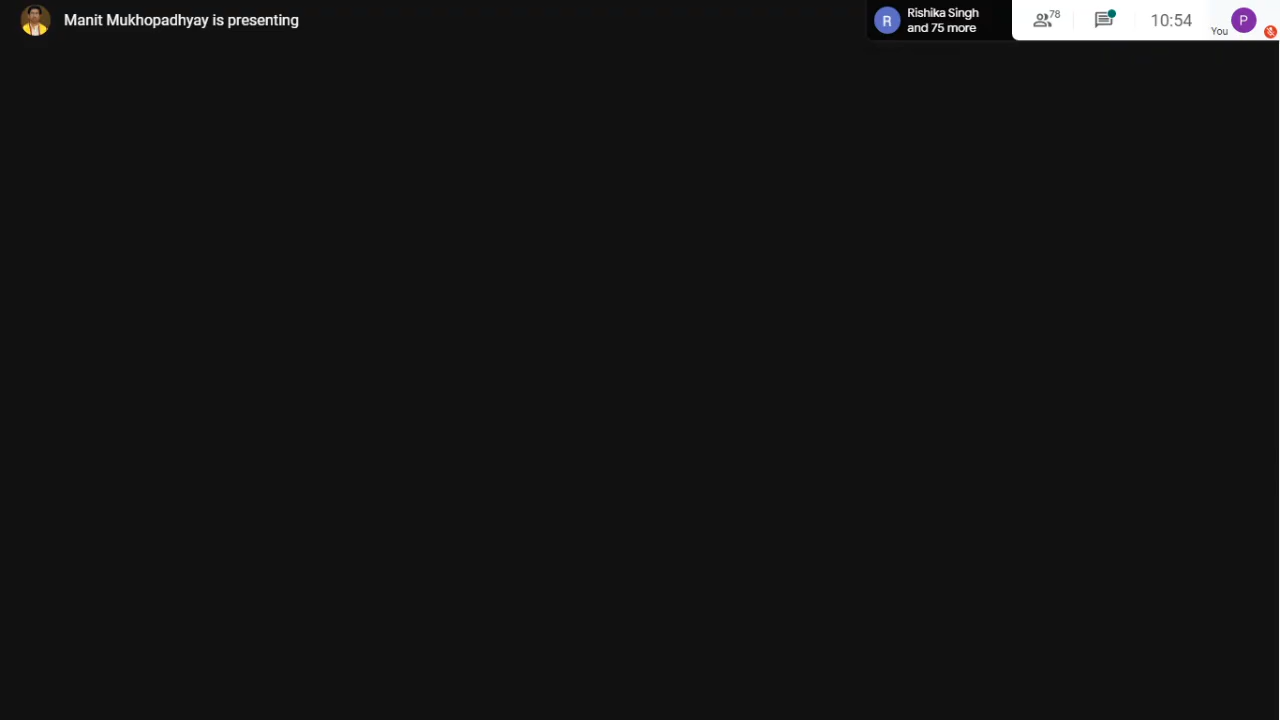 Manit Mukhopadhyay is presenting
R
Rishika Singh
and 75 more
78
10:54
You
P